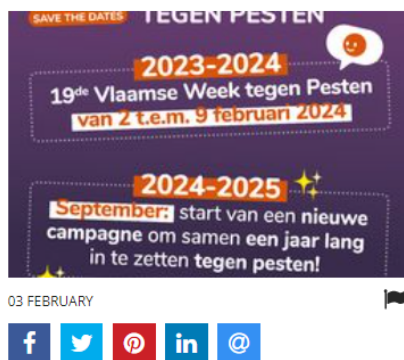 SAVE THE DATES TEGEN PESTEN
2023-2024
19de Vlaamse Week tegen Pesten
van 2 t.e.m. 9 februari 2024
2024-2025
September: start van een nieuwe
campagne om samen een jaar lang
in te zetten tegen pesten!
03 FEBRUARY